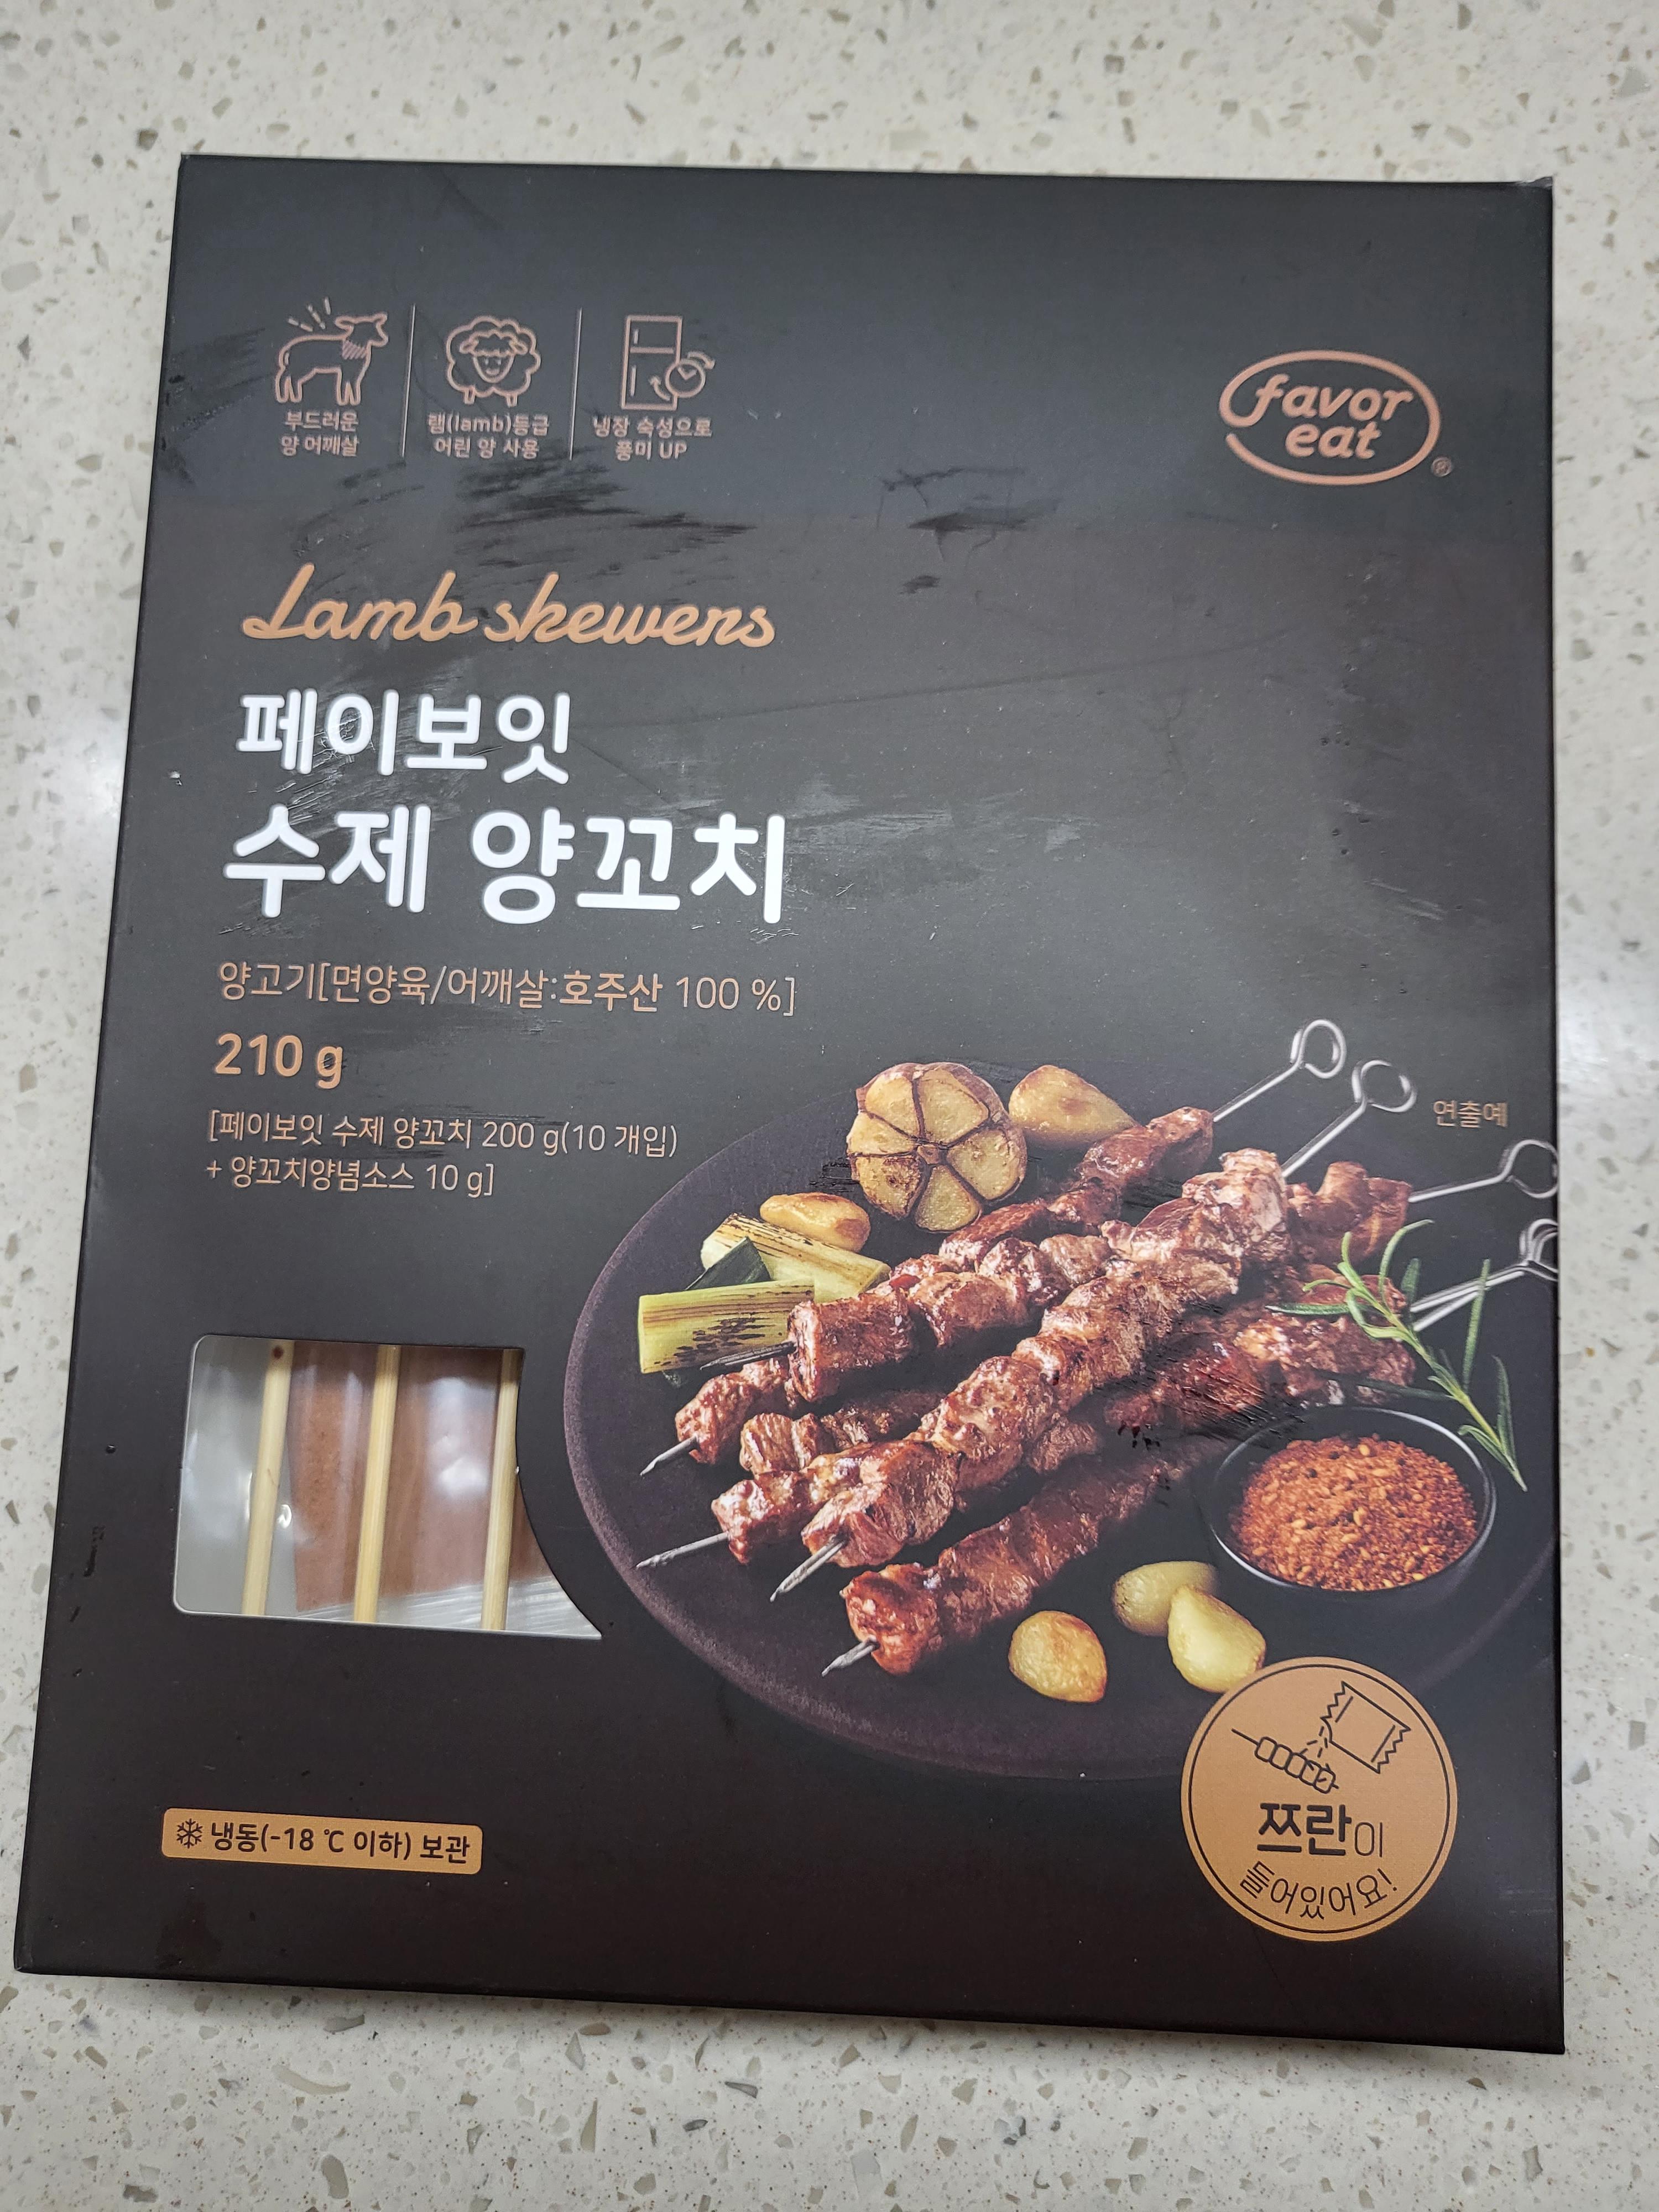 부드러운
양 어깨살
램(lamb)등급
어린 양 사용
냉장 숙성으로
풍미 UP
favor
eat
®
Lamb skewers
페이보잇
수제 양꼬치
양고기[면양육/어깨살:호주산 100 %]
210 g
[페이보잇 수제 양꼬치 200 g(10 개입)
+ 양꼬치양념소스 10 g]
연출예
냉동(-18 ℃ 이하) 보관
쯔란이
들어있어요!